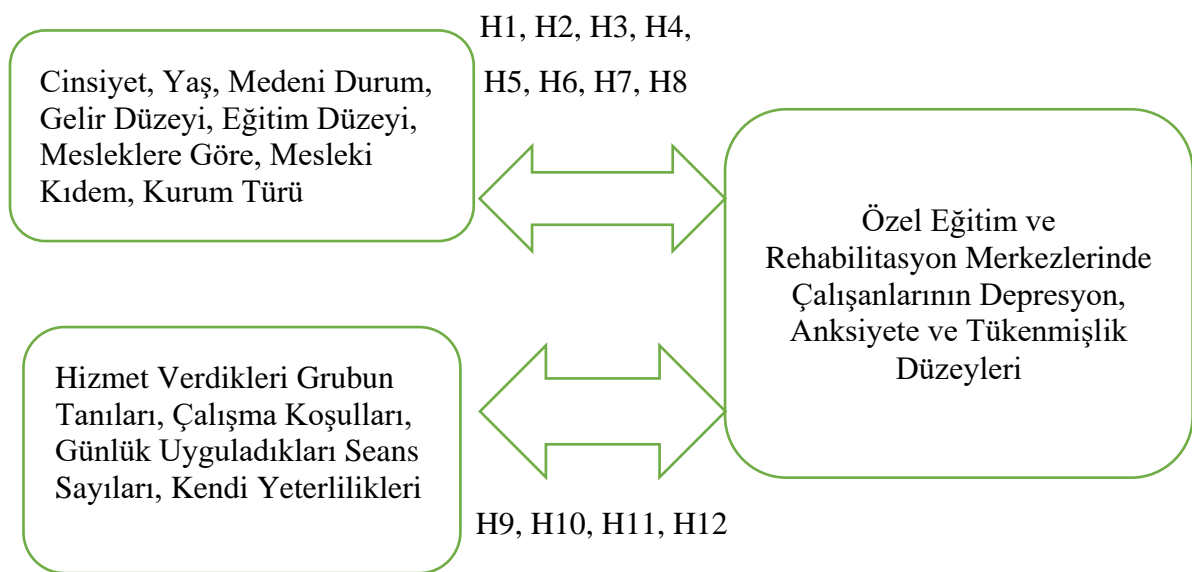 H1, H2, H3, H4,
H5, H6, H7, H8
Cinsiyet, Yaş, Medeni Durum,
Gelir Düzeyi, Eğitim Düzeyi,
Mesleklere Göre, Mesleki
Kıdem, Kurum Türü
Özel Eğitim ve
Rehabilitasyon Merkezlerinde
Çalışanlarının Depresyon,
Anksiyete ve Tükenmişlik
Düzeyleri
Hizmet Verdikleri Grubun
Tanıları, Çalışma Koşulları,
Günlük Uyguladıkları Seans
Sayıları, Kendi Yeterlilikleri
H9, H10, H11, H12